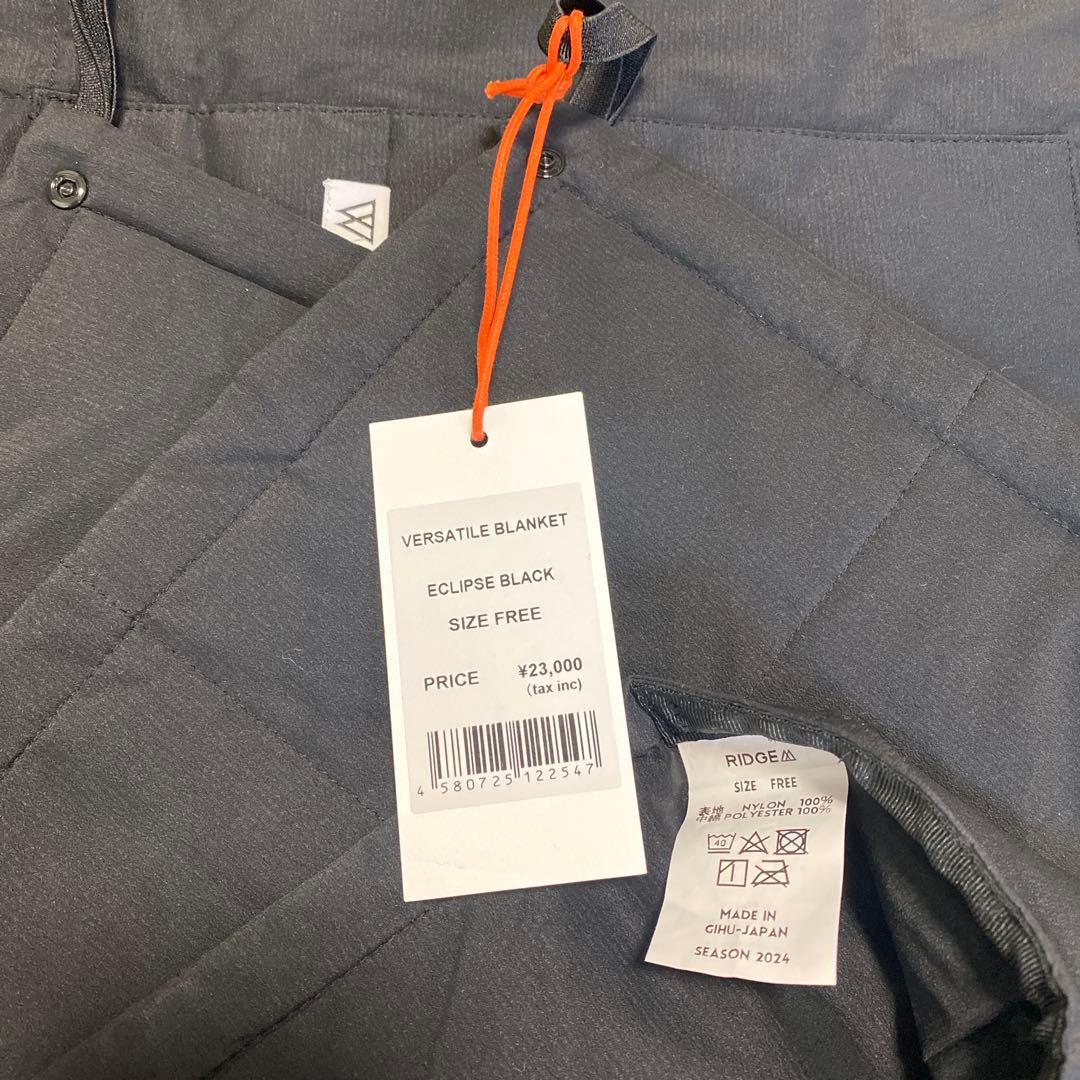 VERSATILE BLANKET
ECLIPSE BLACK
SIZE FREE
PRICE ¥23,000
(tax inc)
4 580725 122547
RIDGE
SIZE FREE
表地 NYLON 100%
中綿 POLYESTER 100%
40
MADE IN
GIHU-JAPAN
SEASON 2024